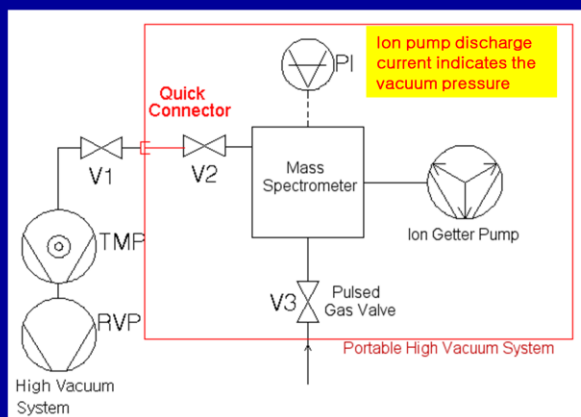 Ion pump discharge
current indicates the
vacuum pressure
PI
Quick
Connector
V1
V2
Mass
Spectrometer
Ion Getter Pump
TMP
V3
Pulsed
Gas Valve
RVP
Portable High Vacuum System
High Vacuum
System